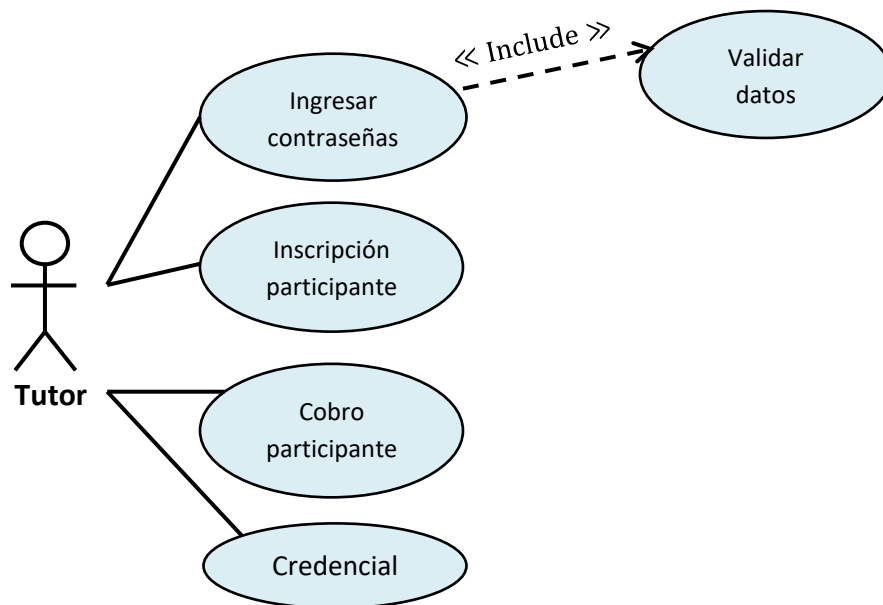 ≪ Include ≫
Validar
datos
Ingresar
contraseñas
Inscripción
participante
Tutor
Cobro
participante
Credencial